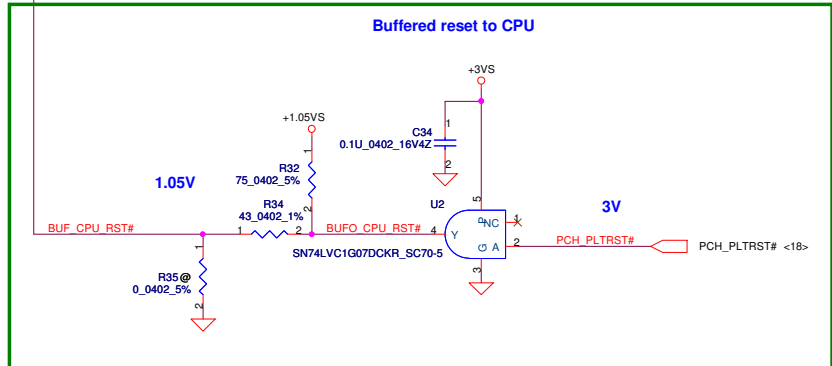 Buffered reset to CPU
+3VS
+1.05VS
1
C34
0.1U_0402_16V4Z
2
1
R32
75_0402_5%
2
1.05V
R34
43_0402_1%
U2
5
P
NC
1
3V
BUF_CPU_RST#
1
2
BUFO_CPU_RST#
4
Y
G
A
2
PCH_PLTRST#
PCH_PLTRST# <18>
SN74LVC1G07DCKR_SC70-5
3
1
R35@
0_0402_5%
2